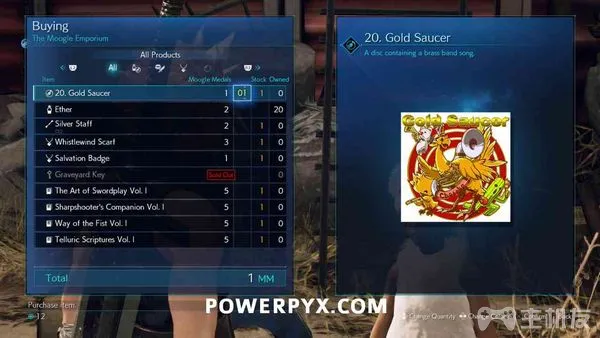 Buying
The Moogle Emporium
All Products
All
Item Moogle Medals Stock Owned
20. Gold Saucer 1 01 1 0
Ether 2 20
Silver Staff 2 1 0
Whistlewind Scarf 3 1 0
Salvation Badge 1 1 0
Graveyard Key Sold Out 0
The Art of Swordplay Vol. I 5 1 0
Sharpshooter's Companion Vol. I 5 1 0
Way of the Fist Vol. I 5 1 0
Telluric Scriptures Vol. I 5 1 0
Total 1 MM
Purchase item.
12
20. Gold Saucer
A disc containing a brass band song.
Gold Saucer
POWERPYX.COM
Change Quantity Confirm Back